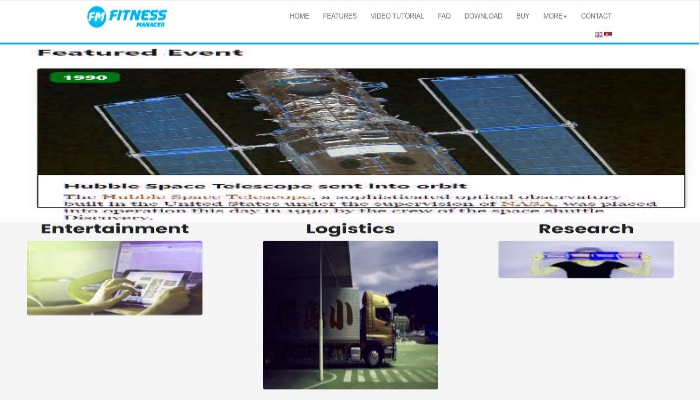 FM FITNESS
MANAGER
HOME FEATURES VIDEO TUTORIAL FAQ DOWNLOAD BUY MORE CONTACT
Featured Event
1990
Hubble Space Telescope sent into orbit
The Hubble Space Telescope, a sophisticated optical observatory
built in the United States under the supervision of NASA, was placed
into operation this day in 1990 by the crew of the space shuttle
Discovery.
Entertainment Logistics Research